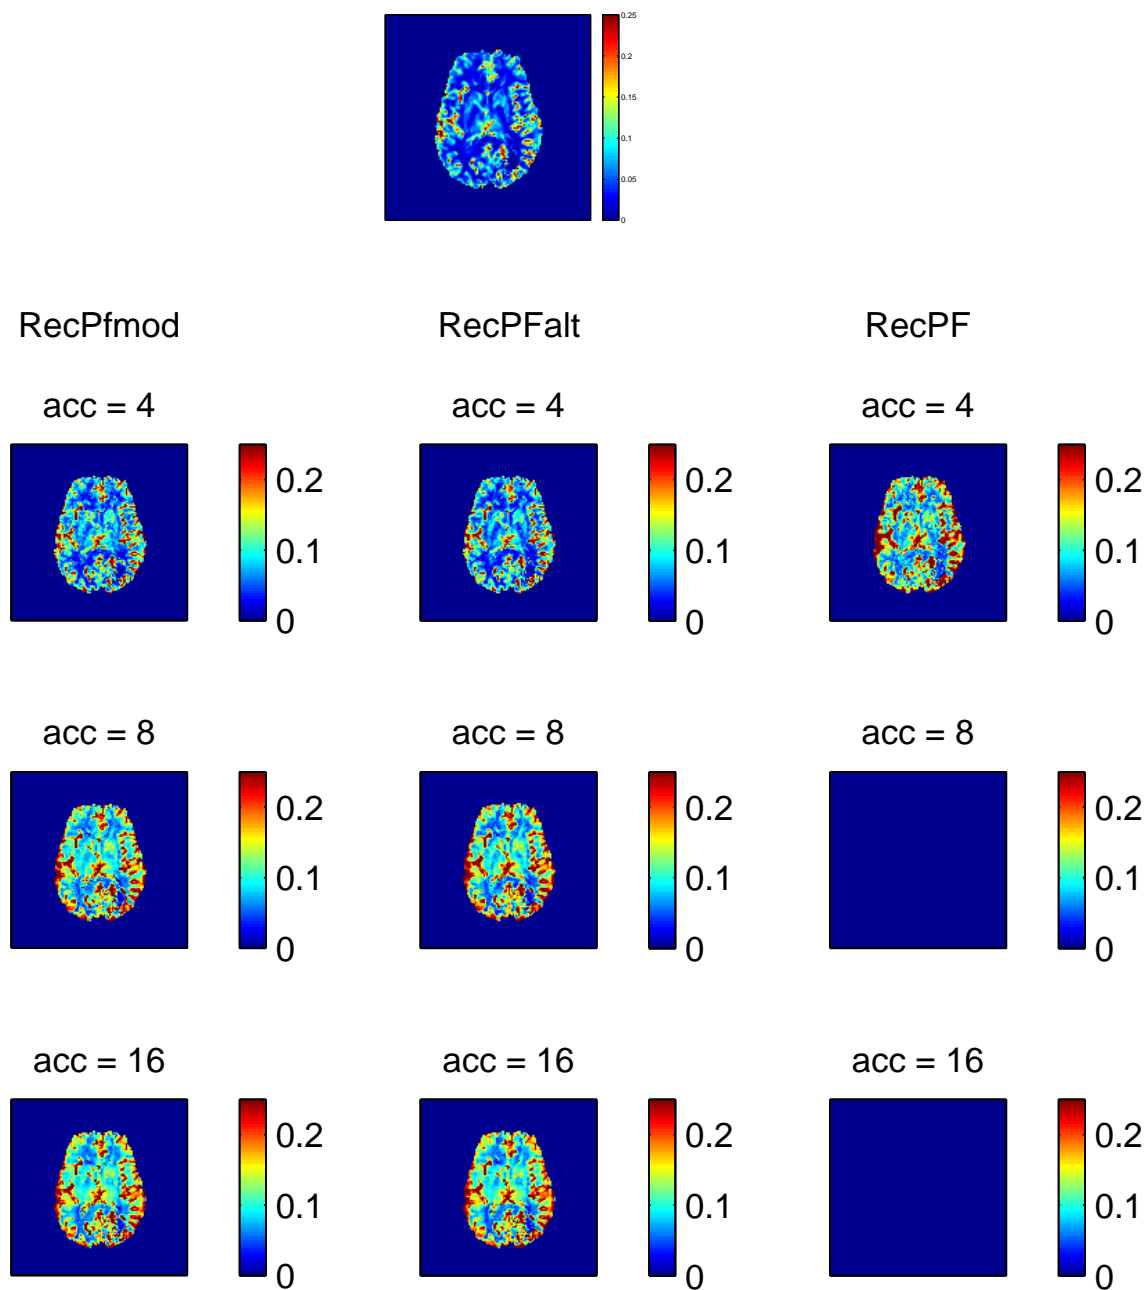 0.25
0.2
0.15
0.1
0.05
0
RecPfmod RecPFalt RecPF
acc = 4 acc = 4 acc = 4
0.2 0.2 0.2
0.1 0.1 0.1
0 0 0
acc = 8 acc = 8 acc = 8
0.2 0.2 0.2
0.1 0.1 0.1
0 0 0
acc = 16 acc = 16 acc = 16
0.2 0.2 0.2
0.1 0.1 0.1
0 0 0